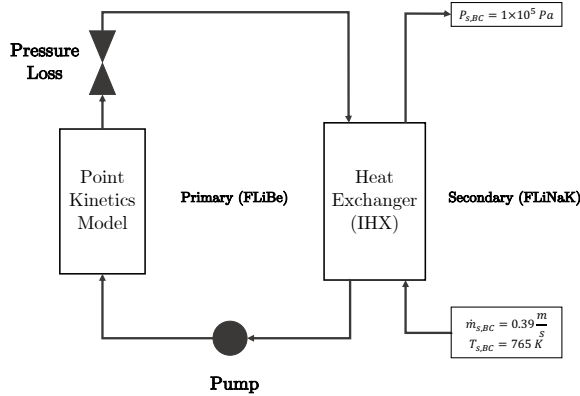 P_{s,BC} = 1×10^5 Pa
Pressure
Loss
Point
Kinetics
Model
Primary (FLiBe)
Heat
Exchanger
(IHX)
Secondary (FLiNaK)
ṁ_{s,BC} = 0.39 m/s
T_{s,BC} = 765 K
Pump